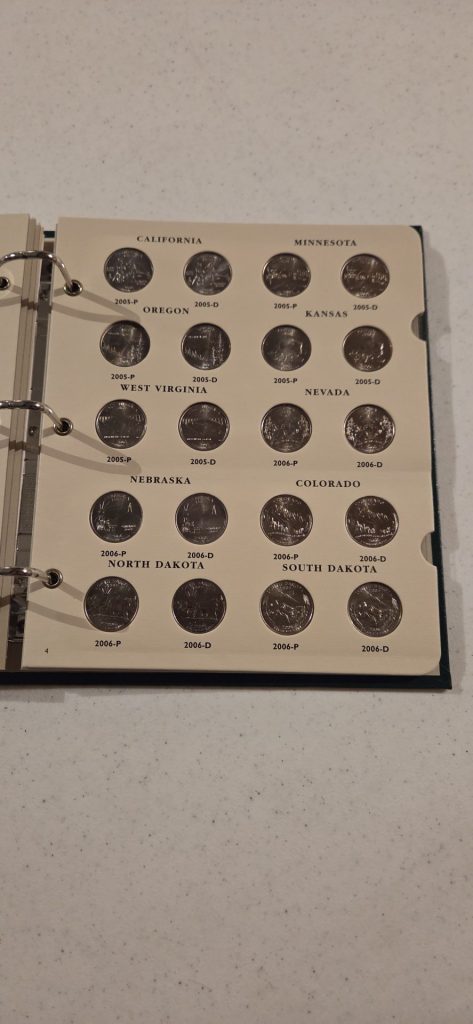 CALIFORNIA MINNESOTA
2005-P 2005-D 2005-P 2005-D
OREGON KANSAS
2005-P 2005-D 2005-P 2005-D
WEST VIRGINIA NEVADA
2005-P 2005-D 2006-P 2006-D
NEBRASKA COLORADO
2006-P 2006-D 2006-P 2006-D
NORTH DAKOTA SOUTH DAKOTA
2006-P 2006-D 2006-P 2006-D
4